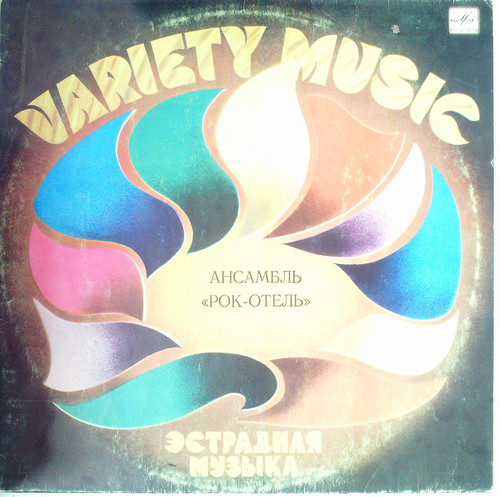 VARIETY MUSIC
АНСАМБЛЬ
«РОК-ОТЕЛЬ»
ЭСТРАДНАЯ
МУЗЫКА